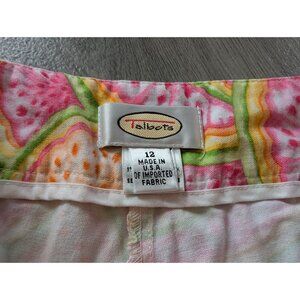 Talbots
12
MADE IN
U.S.A.
OF IMPORTED
FABRIC